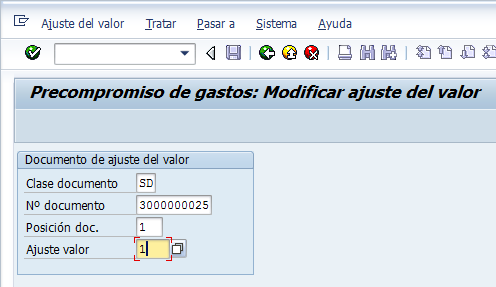 Ajuste del valor Tratar Pasar a Sistema Ayuda
Precompromiso de gastos: Modificar ajuste del valor
Documento de ajuste del valor
Clase documento SD
Nº documento 3000000025
Posición doc. 1
Ajuste valor 1